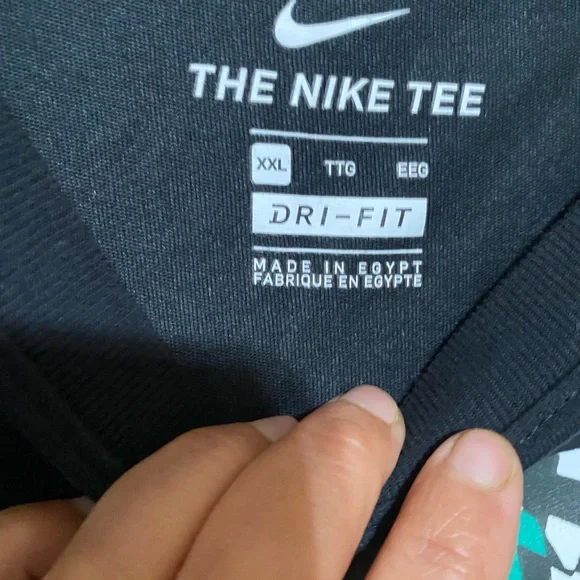 THE NIKE TEE
XXL TTG EEG
DRI-FIT
MADE IN EGYPT
FABRIQUE EN EGYPTE